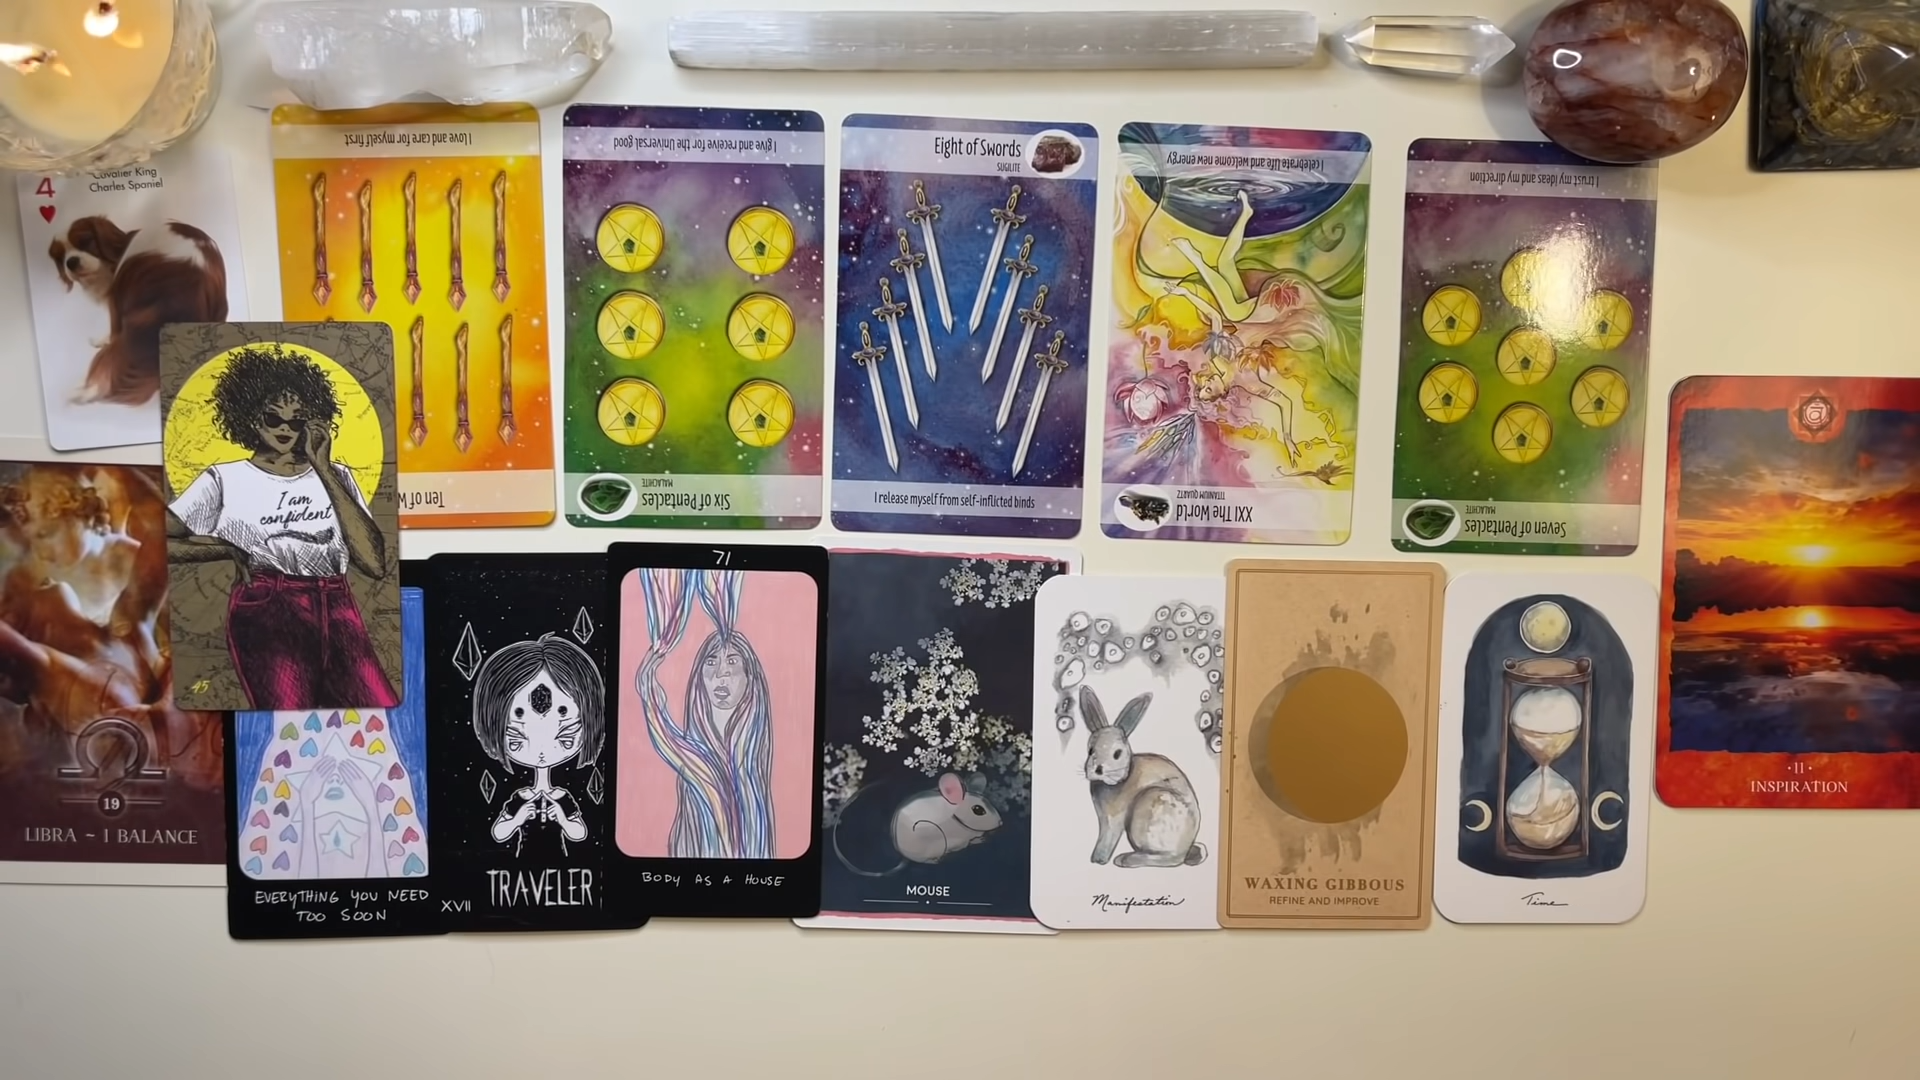 4
Cavalier King
Charles Spaniel
I love and care for myself first
Ten of W
I give and receive for the Universal good
Six of Pentacles
MALACHITE
Eight of Swords
SUGILITE
I release myself from self-inflicted binds
I celebrate life and welcome new energy
XXI The World
TITANIUM QUARTZ
I trust my ideas and my direction
Seven of Pentacles
MALACHITE
I am
confident
45
19
LIBRA ~ I BALANCE
EVERYTHING YOU NEED
TOO SOON
XVII TRAVELER
71
BODY AS A HOUSE
MOUSE
Manifestation
WAXING GIBBOUS
REFINE AND IMPROVE
Time
·11·
INSPIRATION